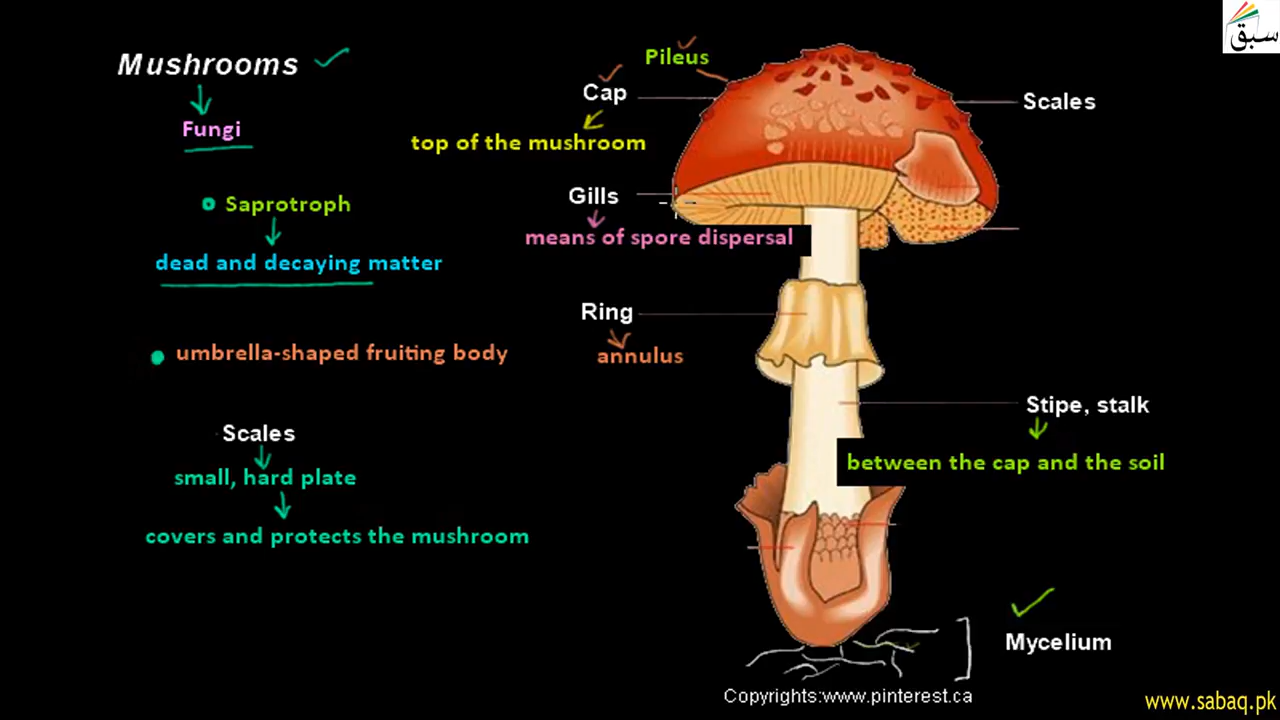 سبق
Mushrooms
Fungi
Saprotroph
dead and decaying matter
umbrella-shaped fruiting body
Scales
small, hard plate
covers and protects the mushroom
Pileus
Cap
top of the mushroom
Gills
means of spore dispersal
Ring
annulus
Scales
Stipe, stalk
between the cap and the soil
Mycelium
Copyrights:www.pinterest.ca
www.sabaq.pk